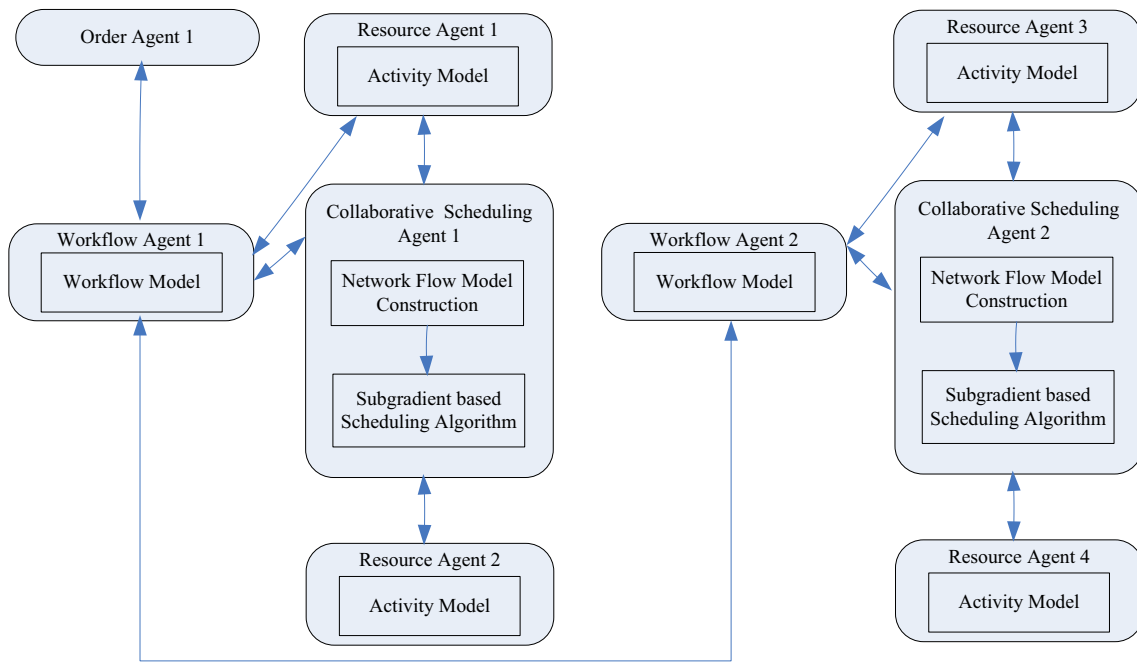 Order Agent 1
Resource Agent 1
Activity Model
Workflow Agent 1
Workflow Model
Collaborative Scheduling
Agent 1
Network Flow Model
Construction
Subgradient based
Scheduling Algorithm
Resource Agent 2
Activity Model
Resource Agent 3
Activity Model
Workflow Agent 2
Workflow Model
Collaborative Scheduling
Agent 2
Network Flow Model
Construction
Subgradient based
Scheduling Algorithm
Resource Agent 4
Activity Model